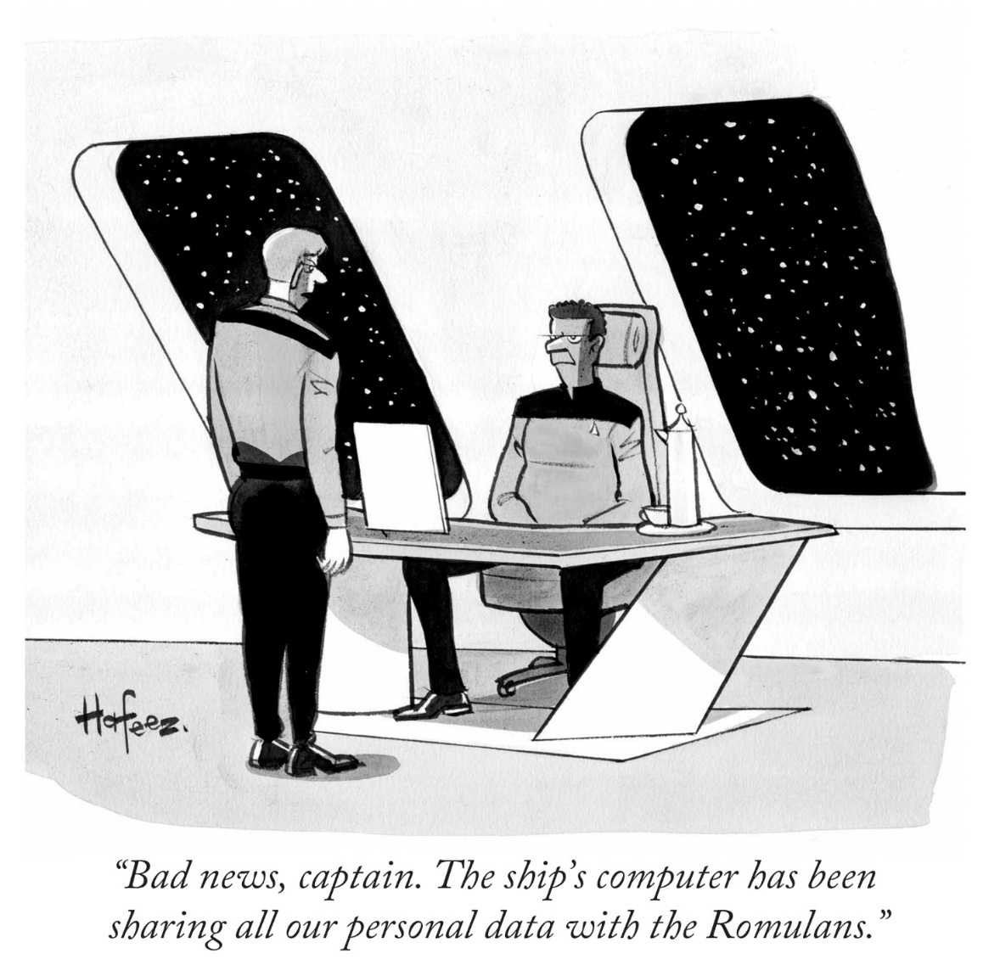 Hafeez.
“Bad news, captain. The ship’s computer has been
sharing all our personal data with the Romulans.”